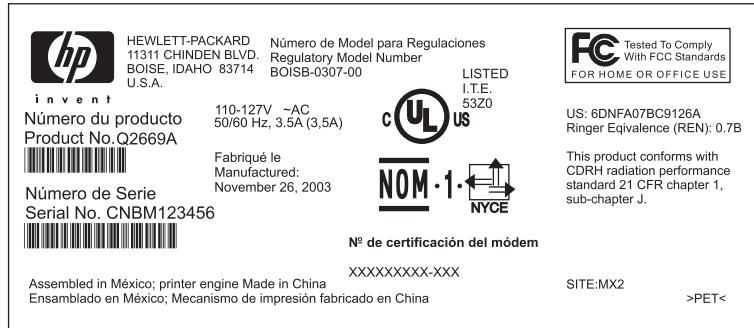 hp
i n v e n t
HEWLETT-PACKARD
11311 CHINDEN BLVD.
BOISE, IDAHO 83714
U.S.A.
Número de Model para Regulaciones
Regulatory Model Number
BOISB-0307-00
FC Tested To Comply
With FCC Standards
FOR HOME OR OFFICE USE
Número du producto
Product No.Q2669A
110-127V ~AC
50/60 Hz, 3.5A (3,5A)
C UL US
LISTED
I.T.E.
53Z0
US: 6DNFA07BC9126A
Ringer Eqivalence (REN): 0.7B
Fabriqué le
Manufactured:
November 26, 2003
NOM·1·
NYCE
This product conforms with
CDRH radiation performance
standard 21 CFR chapter 1,
sub-chapter J.
Número de Serie
Serial No. CNBM123456
Nº de certificación del módem
XXXXXXXXX-XXX
Assembled in México; printer engine Made in China
Ensamblado en México; Mecanismo de impresión fabricado en China
SITE:MX2
>PET<